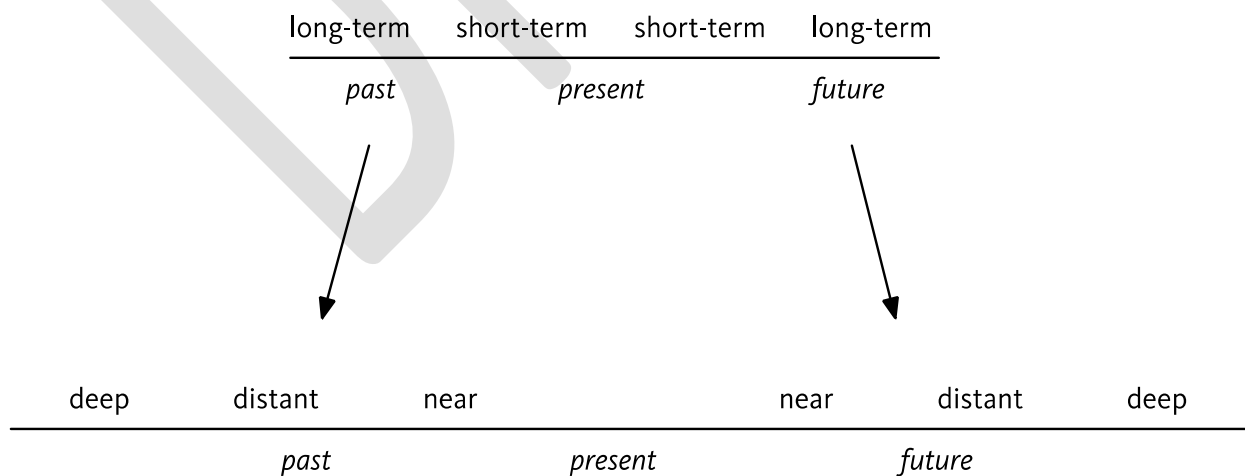 long-term short-term short-term long-term
past present future
deep distant near near distant deep
past present future